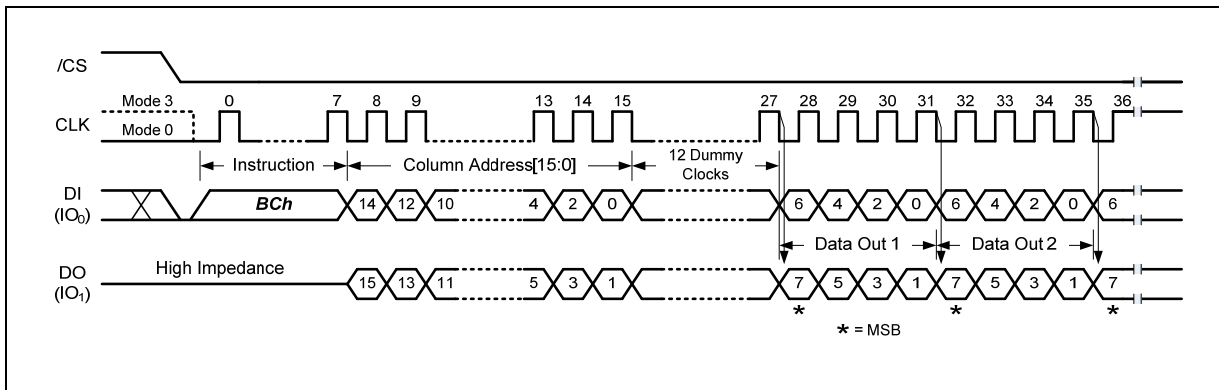 /CS
Mode 3 0 7 8 9 13 14 15 27 28 29 30 31 32 33 34 35 36
CLK
Mode 0
Instruction Column Address[15:0] 12 Dummy Clocks
DI (IO0) BCh 14 12 10 4 2 0 6 4 2 0 6 4 2 0 6
Data Out 1 Data Out 2
DO (IO1) High Impedance 15 13 11 5 3 1 7 5 3 1 7 5 3 1 7
* * *
* = MSB